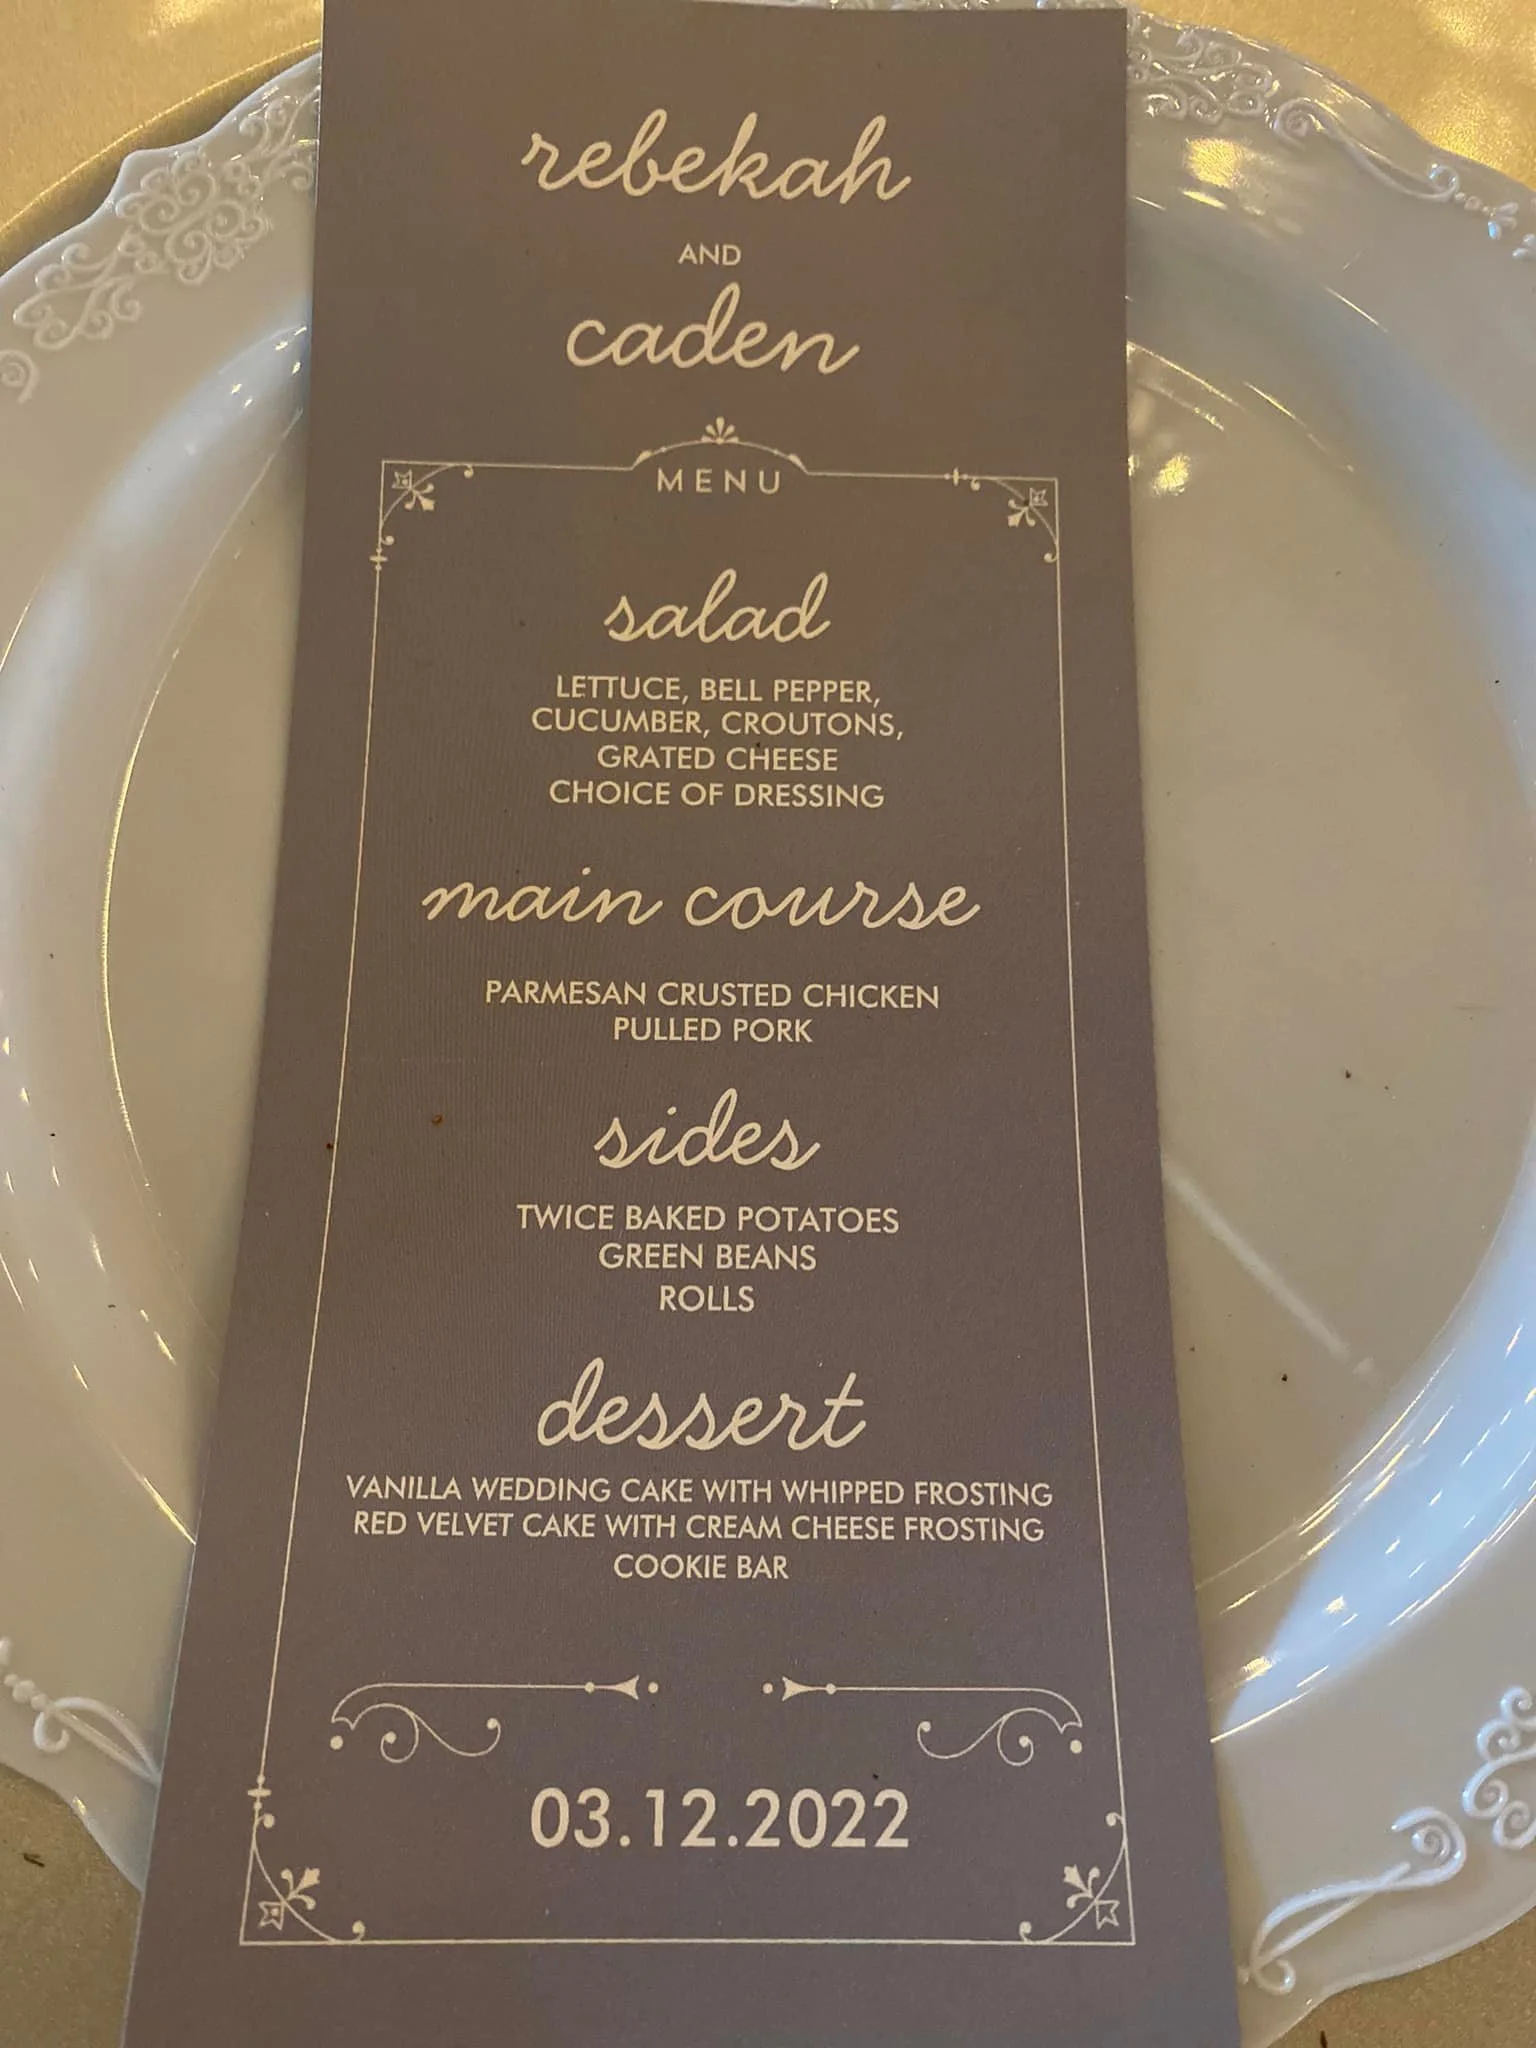 rebekah
AND
caden
MENU
salad
LETTUCE, BELL PEPPER,
CUCUMBER, CROUTONS,
GRATED CHEESE
CHOICE OF DRESSING
main course
PARMESAN CRUSTED CHICKEN
PULLED PORK
sides
TWICE BAKED POTATOES
GREEN BEANS
ROLLS
dessert
VANILLA WEDDING CAKE WITH WHIPPED FROSTING
RED VELVET CAKE WITH CREAM CHEESE FROSTING
COOKIE BAR
03.12.2022